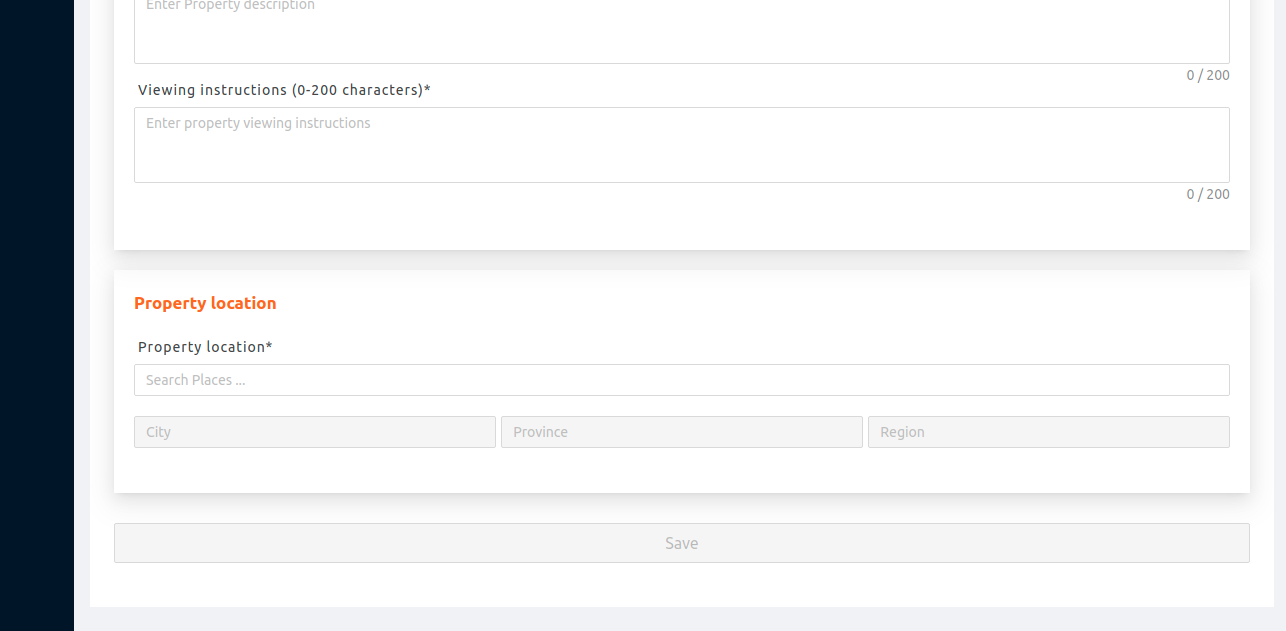 Enter Property description
0 / 200
Viewing instructions (0-200 characters)*
Enter property viewing instructions
0 / 200
Property location
Property location*
Search Places ...
City Province Region
Save